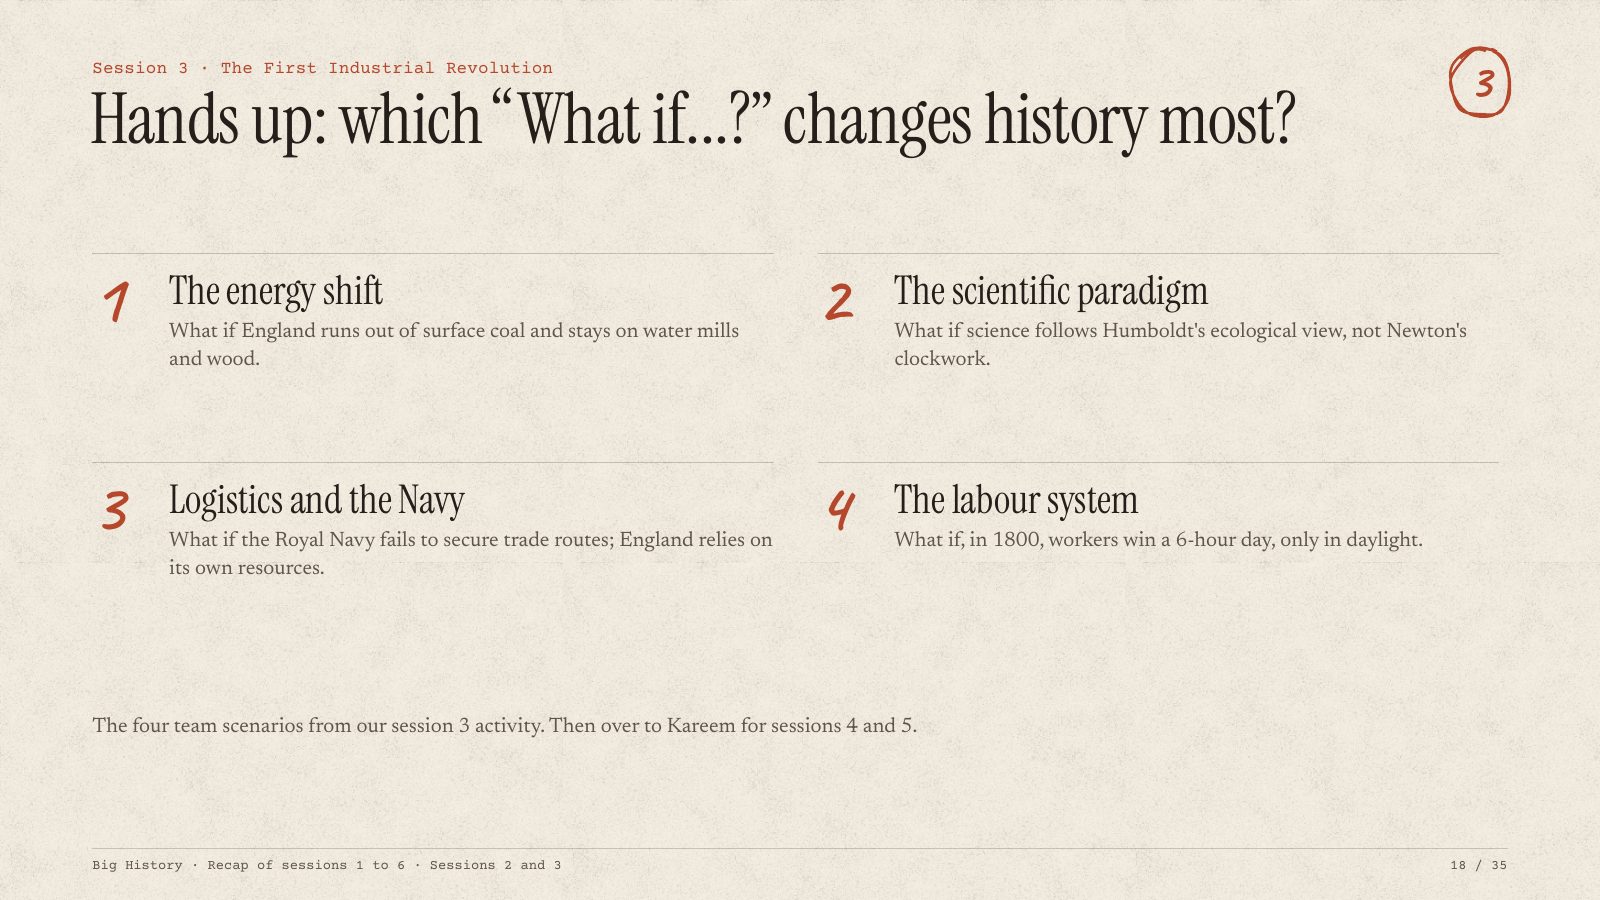 Session 3 · The First Industrial Revolution
3
Hands up: which “What if...?” changes history most?
1
The energy shift
What if England runs out of surface coal and stays on water mills
and wood.
2
The scientific paradigm
What if science follows Humboldt's ecological view, not Newton's
clockwork.
3
Logistics and the Navy
What if the Royal Navy fails to secure trade routes; England relies on
its own resources.
4
The labour system
What if, in 1800, workers win a 6-hour day, only in daylight.
The four team scenarios from our session 3 activity. Then over to Kareem for sessions 4 and 5.
Big History · Recap of sessions 1 to 6 · Sessions 2 and 3
18 / 35